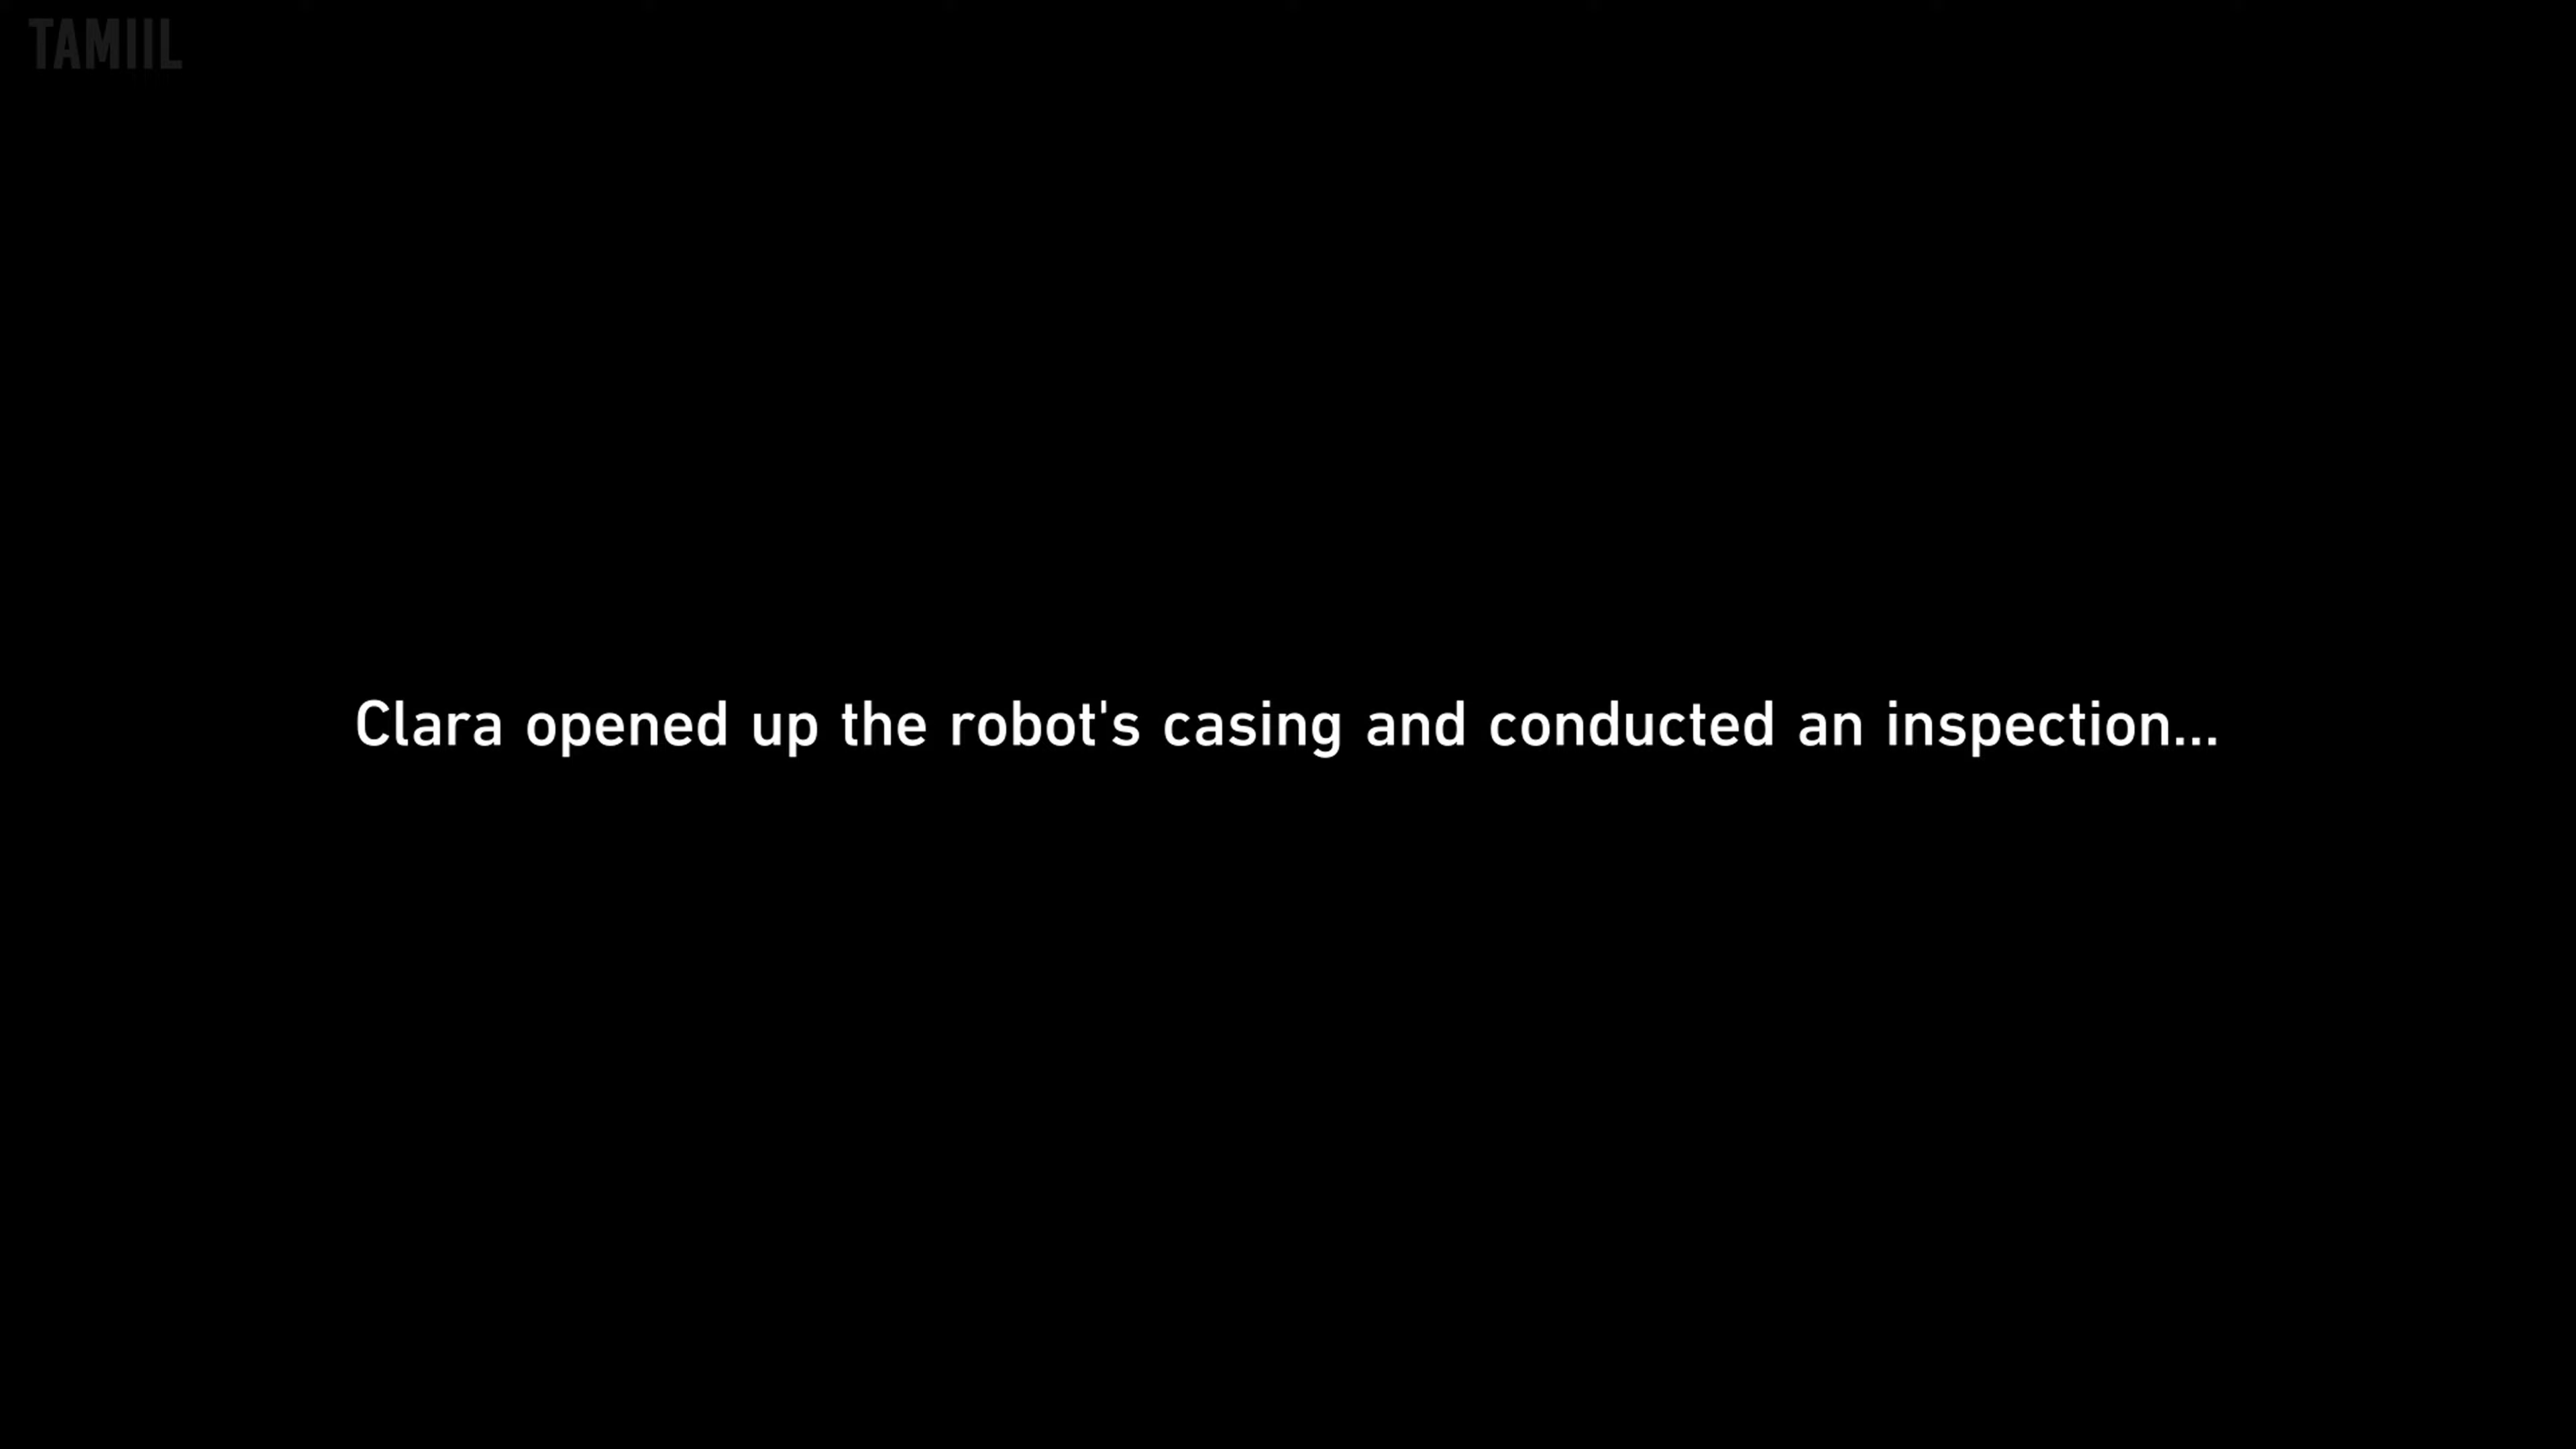 TAMIIL
Clara opened up the robot's casing and conducted an inspection...